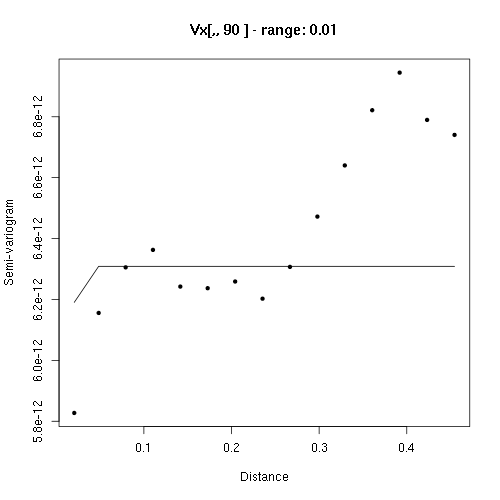 Vx[,, 90 ] - range: 0.01
Semi-variogram
6.8e-12
6.6e-12
6.4e-12
6.2e-12
6.0e-12
5.8e-12
0.1 0.2 0.3 0.4
Distance